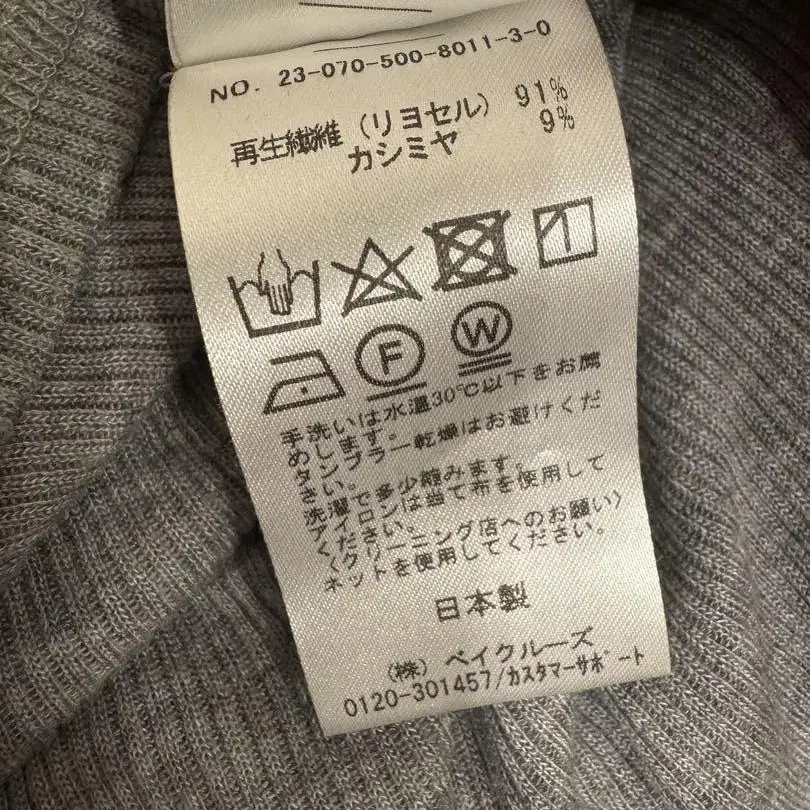 NO. 23-070-500-8011-3-0
再生繊維(リヨセル) 91%
カシミヤ 9%
F
W
手洗いは水温30℃以下をお薦
めします。
タンブラー乾燥はお避けくだ
さい。
洗濯で多少縮みます。
アイロンは当て布を使用して
ください。
〈クリーニング店へのお願い〉
ネットを使用してください。
日本製
(株) ベイクルーズ
0120-301457/カスタマーサポート